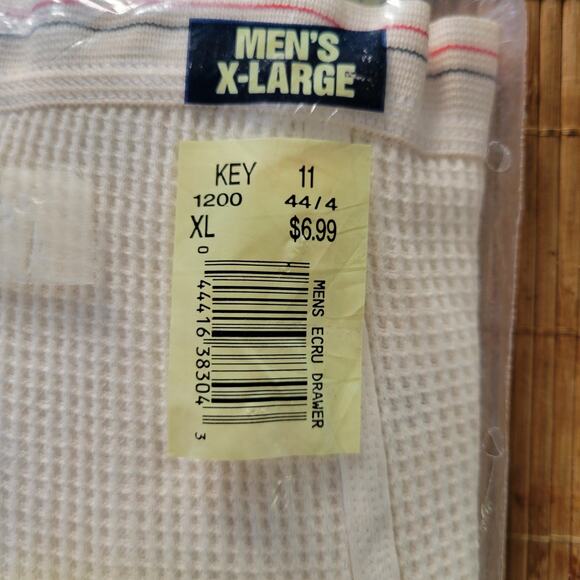 MEN'S
X-LARGE
KEY 11
1200 44/4
XL $6.99
MENS ECRU DRAWER
0 44416 38304 3